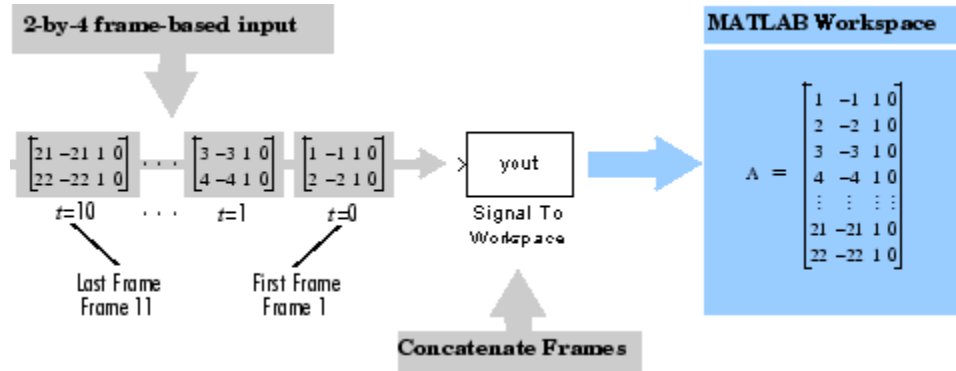 2-by-4 frame-based input
MATLAB Workspace
21 -21 1 0
22 -22 1 0
. . .
3 -3 1 0
4 -4 1 0
1 -1 1 0
2 -2 1 0
t=10
. . .
t=1
t=0
Last Frame
Frame 11
First Frame
Frame 1
yout
Signal To
Workspace
Concatenate Frames
A =
1 -1 1 0
2 -2 1 0
3 -3 1 0
4 -4 1 0
⋮ ⋮ ⋮ ⋮
21 -21 1 0
22 -22 1 0